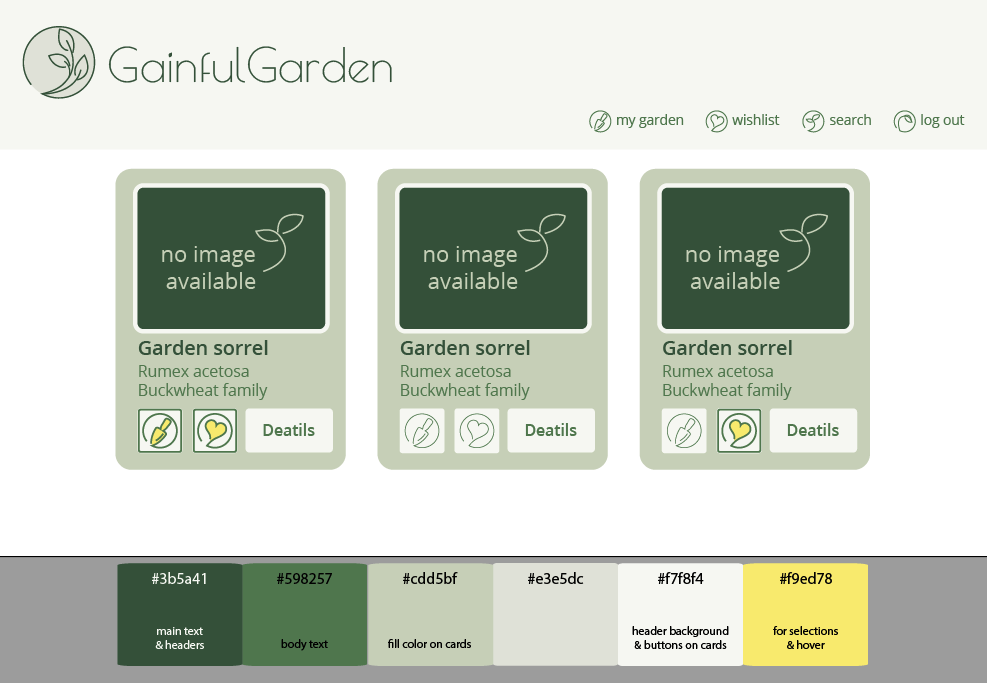 GainfulGarden
my garden wishlist search log out
no image
available
Garden sorrel
Rumex acetosa
Buckwheat family
Deatils
no image
available
Garden sorrel
Rumex acetosa
Buckwheat family
Deatils
no image
available
Garden sorrel
Rumex acetosa
Buckwheat family
Deatils
#3b5a41
main text
& headers
#598257
body text
#cdd5bf
fill color on cards
#e3e5dc
#f7f8f4
header background
& buttons on cards
#f9ed78
for selections
& hover